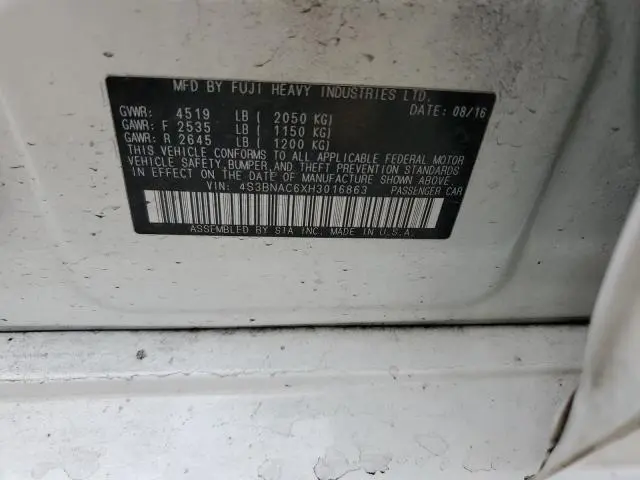 MFD BY FUJI HEAVY INDUSTRIES LTD.
GVWR: 4519 LB ( 2050 KG) DATE: 08/16
GAWR: F 2535 LB ( 1150 KG)
GAWR: R 2645 LB ( 1200 KG)
THIS VEHICLE CONFORMS TO ALL APPLICABLE FEDERAL MOTOR
VEHICLE SAFETY, BUMPER, AND THEFT PREVENTION STANDARDS
IN EFFECT ON THE DATE OF MANUFACTURE SHOWN ABOVE.
VIN: 4S3BNAC6XH3016863 PASSENGER CAR
ASSEMBLED BY SIA INC. MADE IN U.S.A.